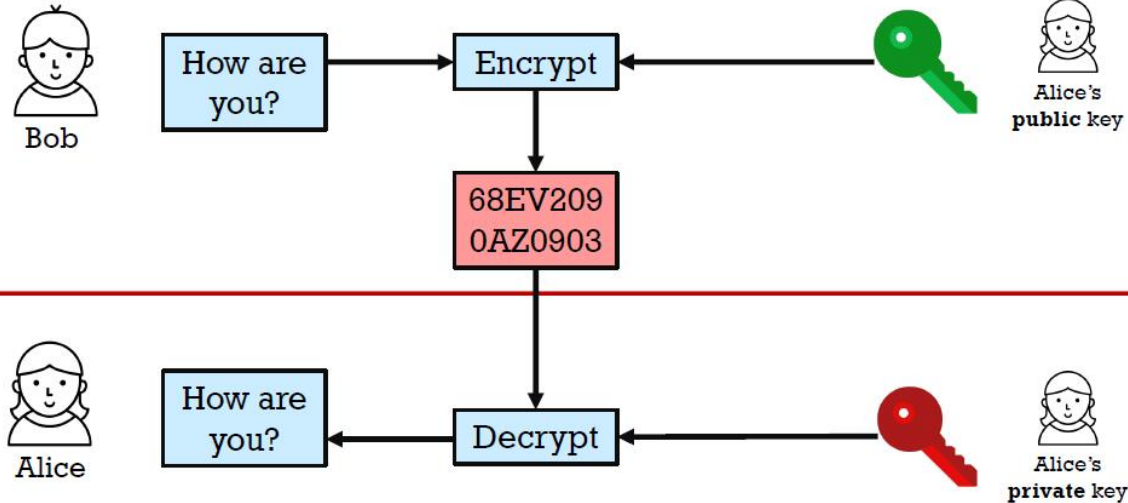 Bob
How are
you?
Encrypt
Alice's
public key
68EV209
0AZ0903
Alice
How are
you?
Decrypt
Alice's
private key